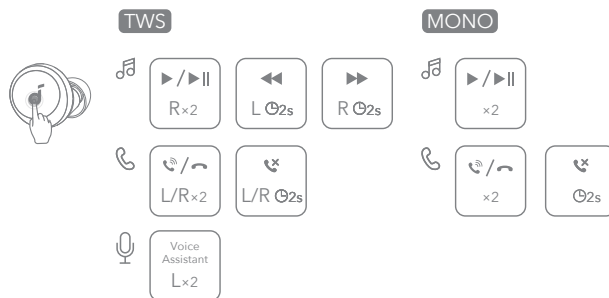 TWS
MONO
R×2
L 2s
R 2s
×2
L/R×2
L/R 2s
×2
2s
Voice
Assistant
L×2